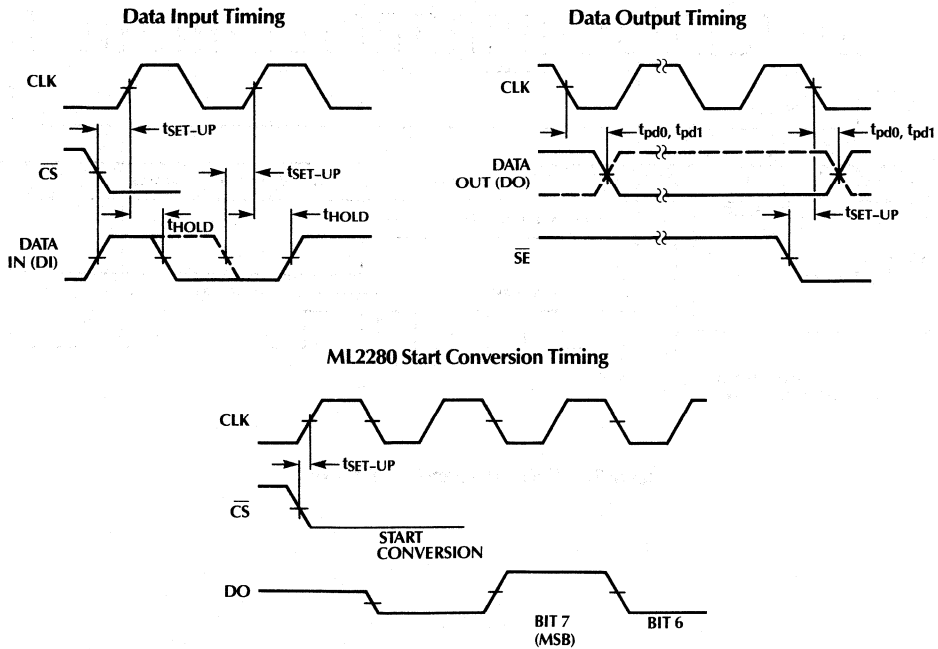 Data Input Timing
CLK
tSET-UP
CS
tSET-UP
tHOLD
tHOLD
DATA
IN (DI)
Data Output Timing
CLK
tpd0, tpd1
tpd0, tpd1
DATA
OUT (DO)
tSET-UP
SE
ML2280 Start Conversion Timing
CLK
tSET-UP
CS
START
CONVERSION
DO
BIT 7
(MSB)
BIT 6